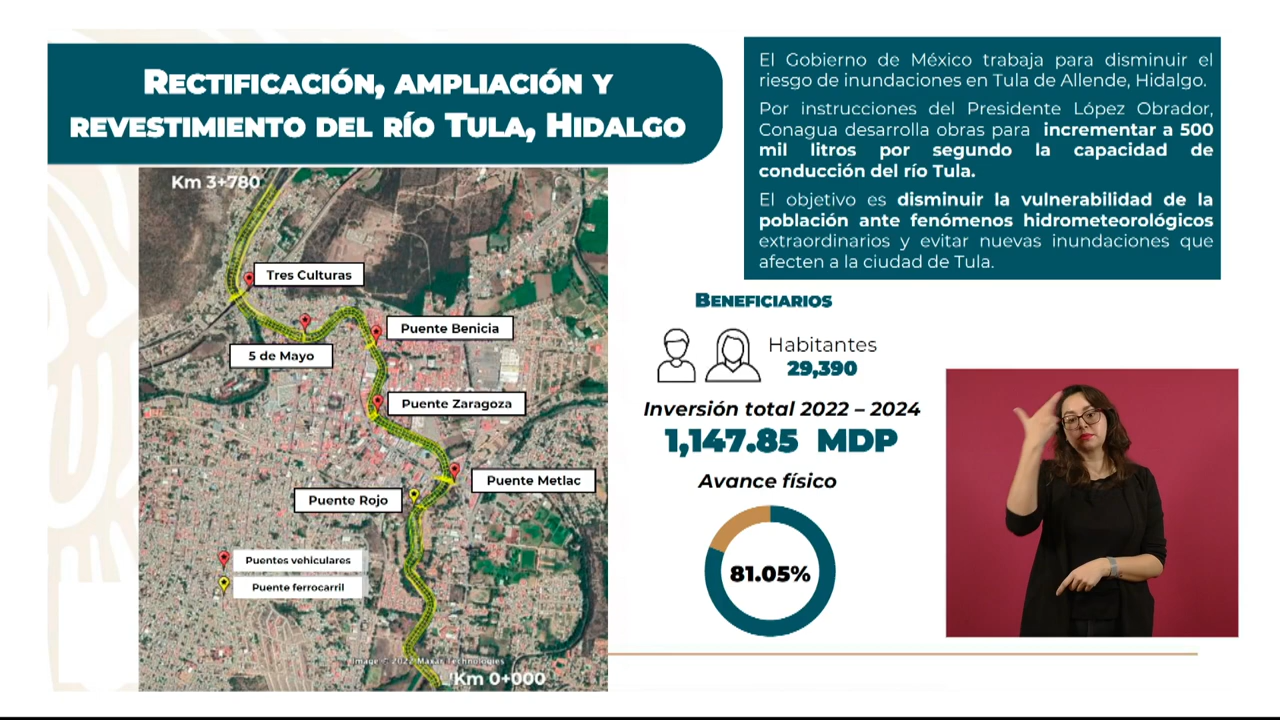 RECTIFICACIÓN, AMPLIACIÓN Y
REVESTIMIENTO DEL RÍO TULA, HIDALGO
El Gobierno de México trabaja para disminuir el
riesgo de inundaciones en Tula de Allende, Hidalgo.
Por instrucciones del Presidente López Obrador,
Conagua desarrolla obras para incrementar a 500
mil litros por segundo la capacidad de
conducción del río Tula.
El objetivo es disminuir la vulnerabilidad de la
población ante fenómenos hidrometeorológicos
extraordinarios y evitar nuevas inundaciones que
afecten a la ciudad de Tula.
Km 3+780
Tres Culturas
Puente Benicia
5 de Mayo
Puente Zaragoza
Puente Metlac
Puente Rojo
Puentes vehiculares
Puente ferrocarril
Image © 2022 Maxar Technologies
Km 0+000
BENEFICIARIOS
Habitantes
29,390
Inversión total 2022 – 2024
1,147.85 MDP
Avance físico
81.05%